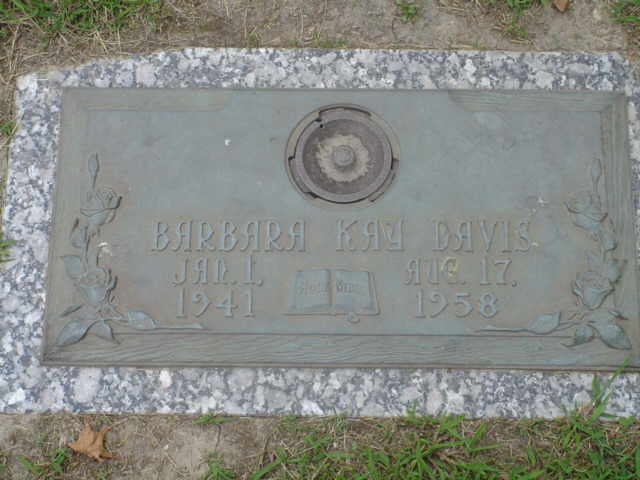 BARBARA KAY DAVIS
JAN. 1, AUG. 17,
1941 HOLY BIBLE 1958